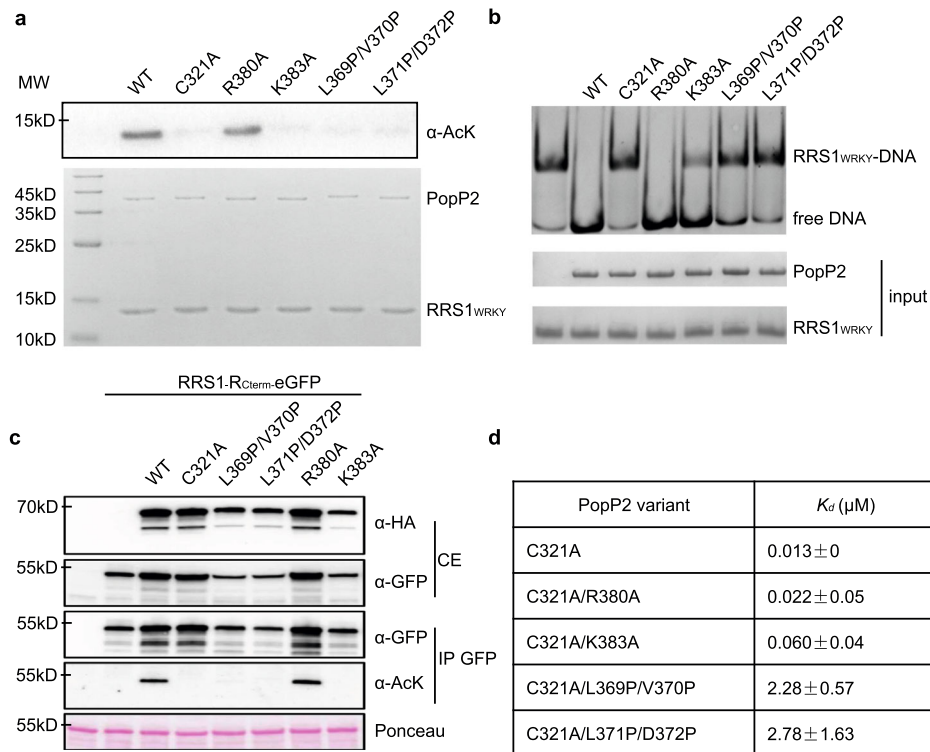 a
MW
WT
C321A
R380A
K383A
L369P/V370P
L371P/D372P
15kD
α-AcK
45kD
35kD
25kD
15kD
10kD
PopP2
RRS1WRKY
b
WT
C321A
R380A
K383A
L369P/V370P
L371P/D372P
RRS1WRKY-DNA
free DNA
PopP2
RRS1WRKY
input
c
RRS1-RCterm-eGFP
WT
C321A
L369P/V370P
L371P/D372P
R380A
K383A
70kD
α-HA
55kD
α-GFP
CE
55kD
α-GFP
55kD
α-AcK
IP GFP
55kD
Ponceau
d
PopP2 variant Kd (μM)
C321A 0.013±0
C321A/R380A 0.022±0.05
C321A/K383A 0.060±0.04
C321A/L369P/V370P 2.28±0.57
C321A/L371P/D372P 2.78±1.63